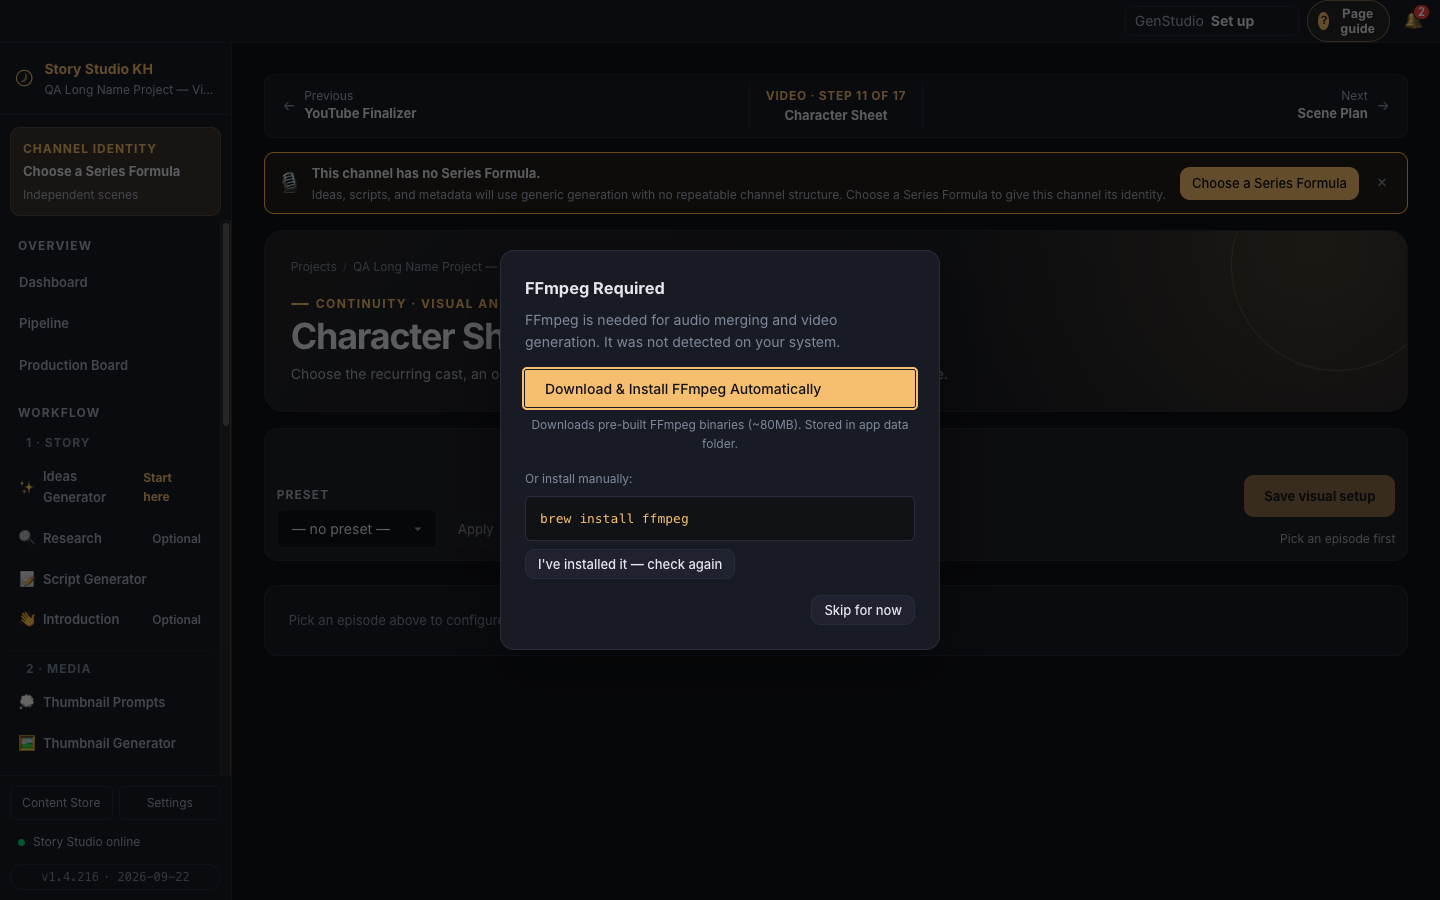 GenStudio Set up
? Page guide
2
Story Studio KH
QA Long Name Project — Vi...
CHANNEL IDENTITY
Choose a Series Formula
Independent scenes
OVERVIEW
Dashboard
Pipeline
Production Board
WORKFLOW
1 · STORY
Ideas Generator Start here
Research Optional
Script Generator
Introduction Optional
2 · MEDIA
Thumbnail Prompts
Thumbnail Generator
Content Store Settings
Story Studio online
v1.4.216 · 2026-09-22
← Previous
YouTube Finalizer
VIDEO · STEP 11 OF 17
Character Sheet
Next →
Scene Plan
This channel has no Series Formula.
Ideas, scripts, and metadata will use generic generation with no repeatable channel structure. Choose a Series Formula to give this channel its identity.
Choose a Series Formula ×
Projects / QA Long Name Project —
CONTINUITY · VISUAL AN
Character Sh
Choose the recurring cast, an o
e.
PRESET
— no preset — Apply
Save visual setup
Pick an episode first
Pick an episode above to configure
FFmpeg Required
FFmpeg is needed for audio merging and video
generation. It was not detected on your system.
Download & Install FFmpeg Automatically
Downloads pre-built FFmpeg binaries (~80MB). Stored in app data
folder.
Or install manually:
brew install ffmpeg
I've installed it — check again
Skip for now